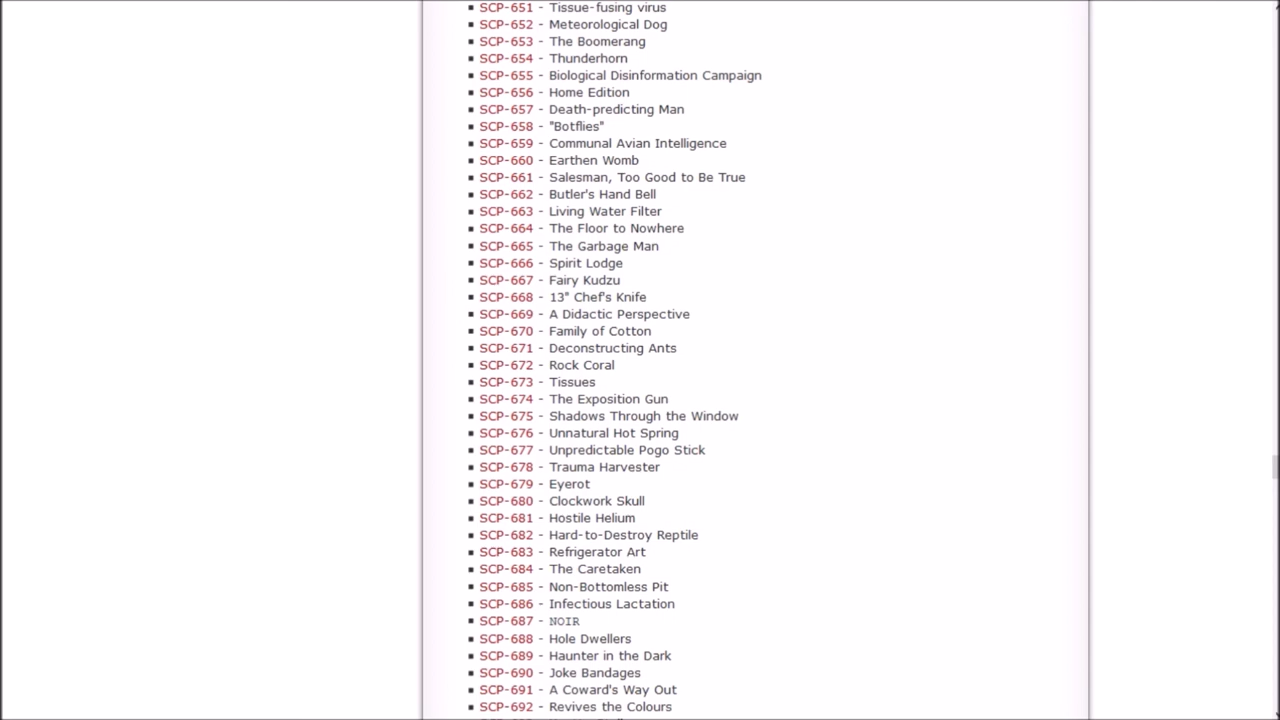 ▪ SCP-651 - Tissue-fusing virus
▪ SCP-652 - Meteorological Dog
▪ SCP-653 - The Boomerang
▪ SCP-654 - Thunderhorn
▪ SCP-655 - Biological Disinformation Campaign
▪ SCP-656 - Home Edition
▪ SCP-657 - Death-predicting Man
▪ SCP-658 - "Botflies"
▪ SCP-659 - Communal Avian Intelligence
▪ SCP-660 - Earthen Womb
▪ SCP-661 - Salesman, Too Good to Be True
▪ SCP-662 - Butler's Hand Bell
▪ SCP-663 - Living Water Filter
▪ SCP-664 - The Floor to Nowhere
▪ SCP-665 - The Garbage Man
▪ SCP-666 - Spirit Lodge
▪ SCP-667 - Fairy Kudzu
▪ SCP-668 - 13" Chef's Knife
▪ SCP-669 - A Didactic Perspective
▪ SCP-670 - Family of Cotton
▪ SCP-671 - Deconstructing Ants
▪ SCP-672 - Rock Coral
▪ SCP-673 - Tissues
▪ SCP-674 - The Exposition Gun
▪ SCP-675 - Shadows Through the Window
▪ SCP-676 - Unnatural Hot Spring
▪ SCP-677 - Unpredictable Pogo Stick
▪ SCP-678 - Trauma Harvester
▪ SCP-679 - Eyerot
▪ SCP-680 - Clockwork Skull
▪ SCP-681 - Hostile Helium
▪ SCP-682 - Hard-to-Destroy Reptile
▪ SCP-683 - Refrigerator Art
▪ SCP-684 - The Caretaken
▪ SCP-685 - Non-Bottomless Pit
▪ SCP-686 - Infectious Lactation
▪ SCP-687 - NOIR
▪ SCP-688 - Hole Dwellers
▪ SCP-689 - Haunter in the Dark
▪ SCP-690 - Joke Bandages
▪ SCP-691 - A Coward's Way Out
▪ SCP-692 - Revives the Colours